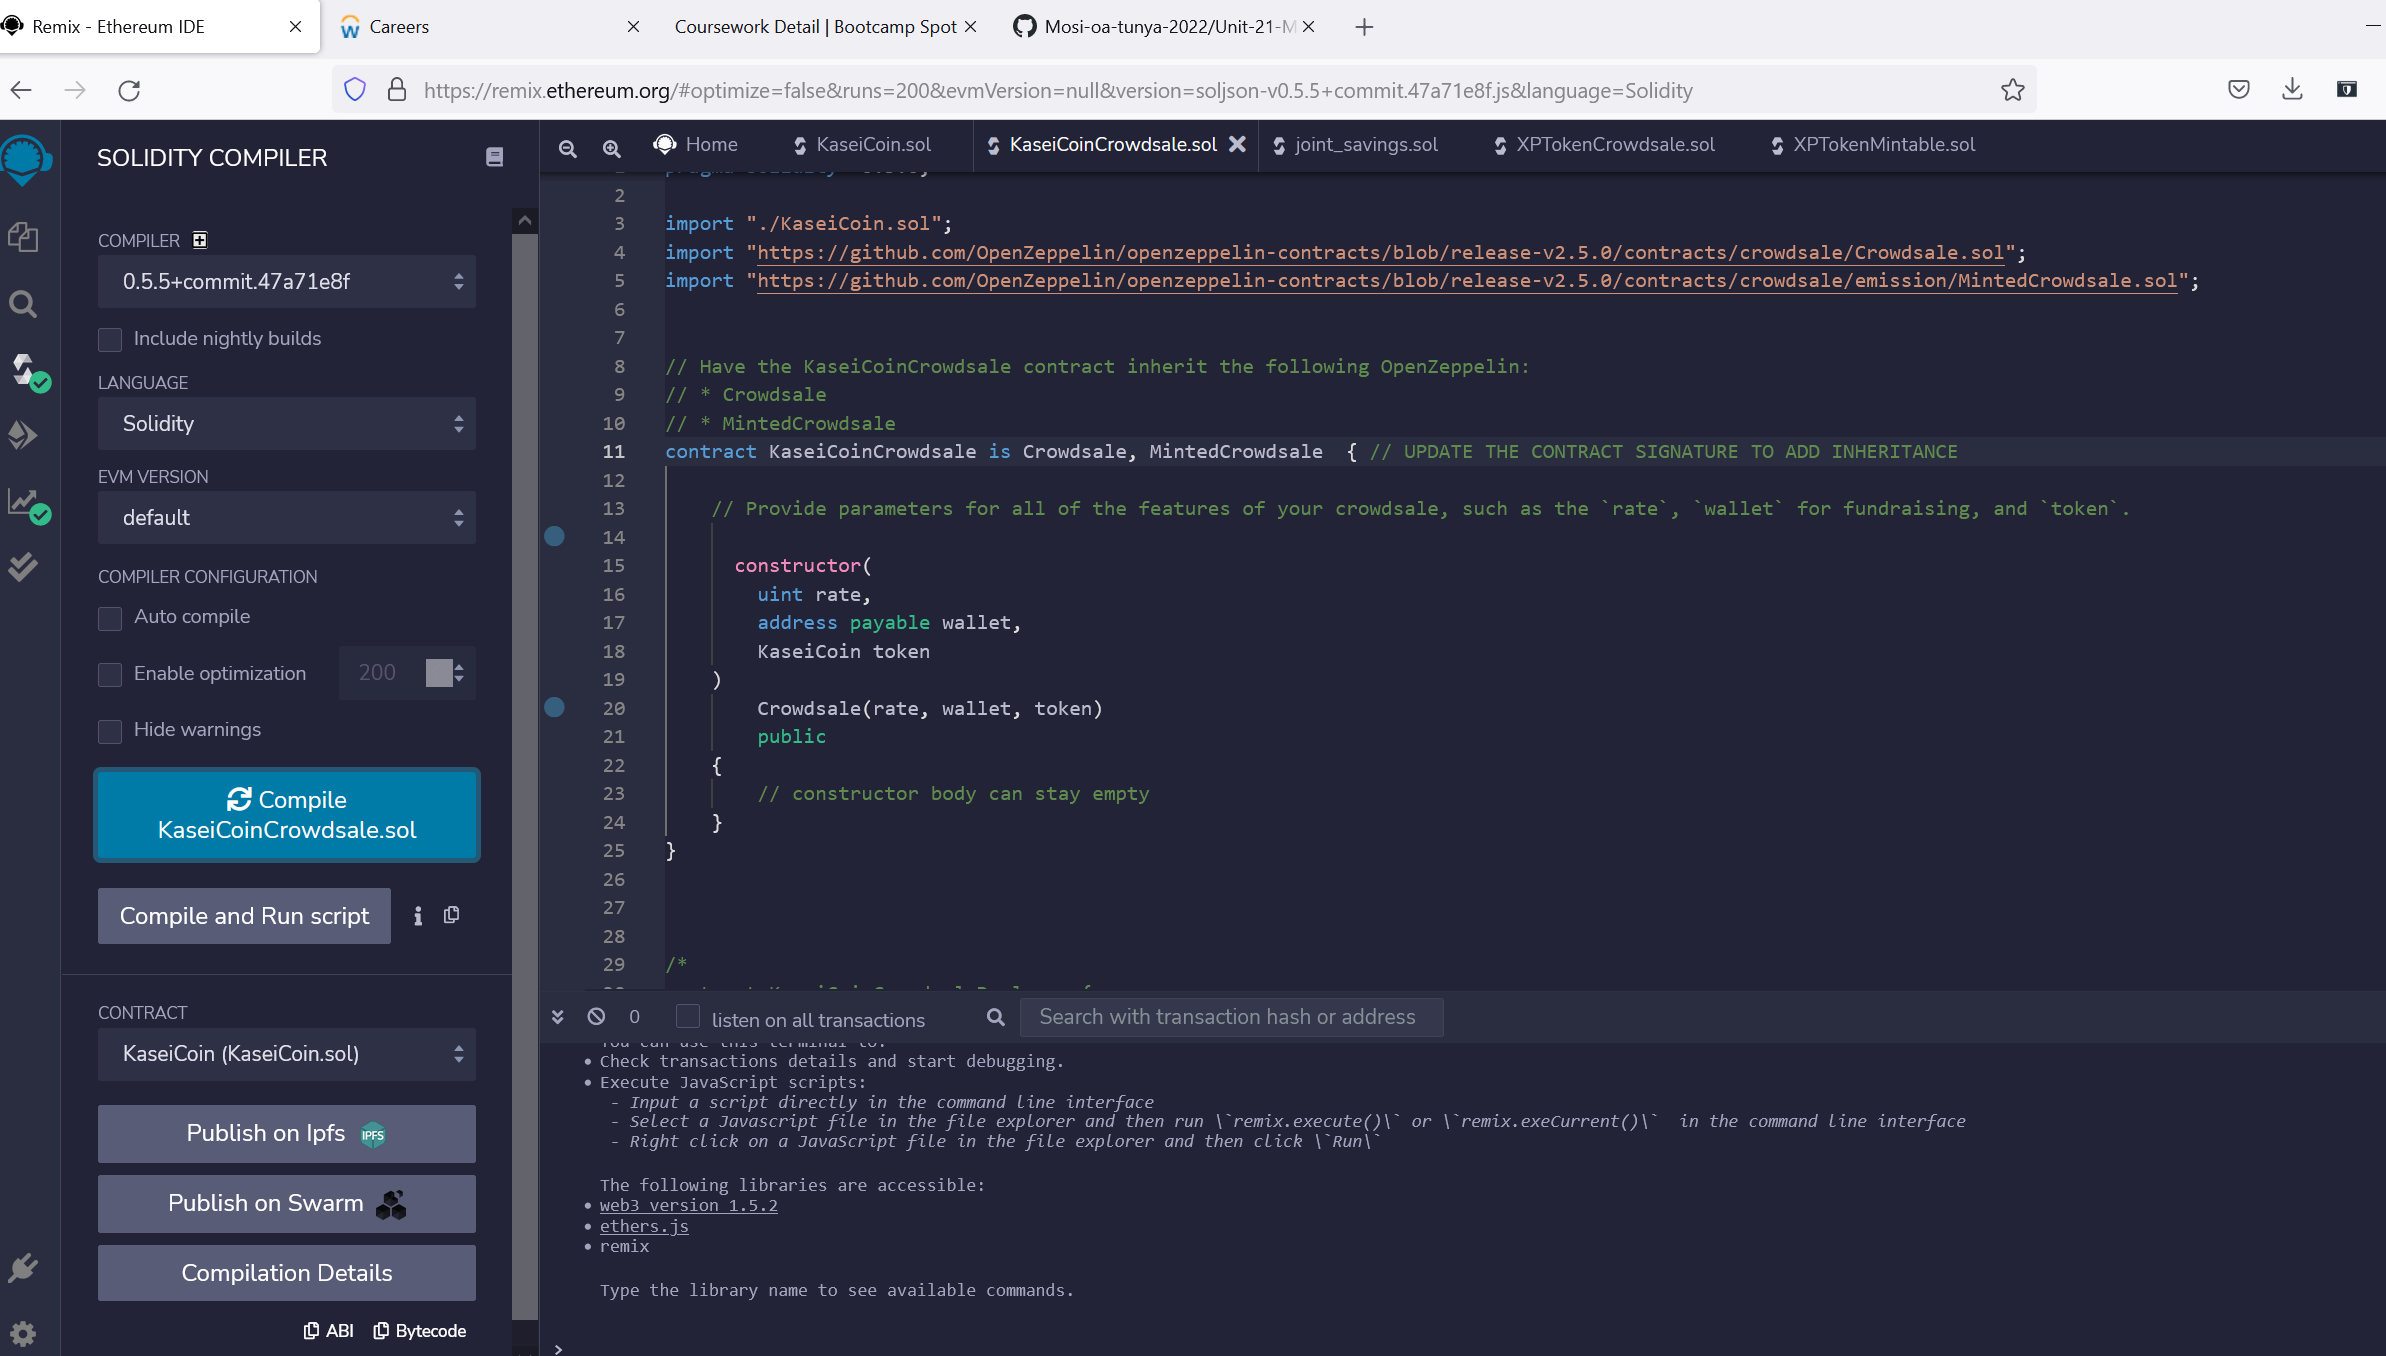 Remix - Ethereum IDE
Careers
Coursework Detail | Bootcamp Spot
Mosi-oa-tunya-2022/Unit-21-M
https://remix.ethereum.org/#optimize=false&runs=200&evmVersion=null&version=soljson-v0.5.5+commit.47a71e8f.js&language=Solidity
SOLIDITY COMPILER
COMPILER
0.5.5+commit.47a71e8f
Include nightly builds
LANGUAGE
Solidity
EVM VERSION
default
COMPILER CONFIGURATION
Auto compile
Enable optimization
200
Hide warnings
Compile
KaseiCoinCrowdsale.sol
Compile and Run script
CONTRACT
KaseiCoin (KaseiCoin.sol)
Publish on Ipfs
IPFS
Publish on Swarm
Compilation Details
ABI
Bytecode
Home
KaseiCoin.sol
KaseiCoinCrowdsale.sol
joint_savings.sol
XPTokenCrowdsale.sol
XPTokenMintable.sol
2
3 import "./KaseiCoin.sol";
4 import "https://github.com/OpenZeppelin/openzeppelin-contracts/blob/release-v2.5.0/contracts/crowdsale/Crowdsale.sol";
5 import "https://github.com/OpenZeppelin/openzeppelin-contracts/blob/release-v2.5.0/contracts/crowdsale/emission/MintedCrowdsale.sol";
6
7
8 // Have the KaseiCoinCrowdsale contract inherit the following OpenZeppelin:
9 // * Crowdsale
10 // * MintedCrowdsale
11 contract KaseiCoinCrowdsale is Crowdsale, MintedCrowdsale  { // UPDATE THE CONTRACT SIGNATURE TO ADD INHERITANCE
12
13 // Provide parameters for all of the features of your crowdsale, such as the `rate`, `wallet` for fundraising, and `token`.
14
15 constructor(
16 uint rate,
17 address payable wallet,
18 KaseiCoin token
19 )
20 Crowdsale(rate, wallet, token)
21 public
22 {
23 // constructor body can stay empty
24 }
25 }
26
27
28
29 /*
0
listen on all transactions
Search with transaction hash or address
You can use this terminal to:
• Check transactions details and start debugging.
• Execute JavaScript scripts:
- Input a script directly in the command line interface
- Select a Javascript file in the file explorer and then run \`remix.execute()\` or \`remix.exeCurrent()\`  in the command line interface
- Right click on a JavaScript file in the file explorer and then click \`Run\`
The following libraries are accessible:
• web3 version 1.5.2
• ethers.js
• remix
Type the library name to see available commands.
>